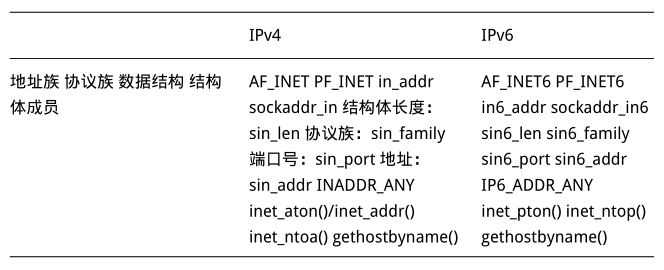 IPv4 IPv6
地址族 协议族 数据结构 结构体成员
AF_INET PF_INET in_addr
sockaddr_in 结构体长度：
sin_len 协议族：sin_family
端口号：sin_port 地址：
sin_addr INADDR_ANY
inet_aton()/inet_addr()
inet_ntoa() gethostbyname()
AF_INET6 PF_INET6
in6_addr sockaddr_in6
sin6_len sin6_family
sin6_port sin6_addr
IP6_ADDR_ANY
inet_pton() inet_ntop()
gethostbyname()